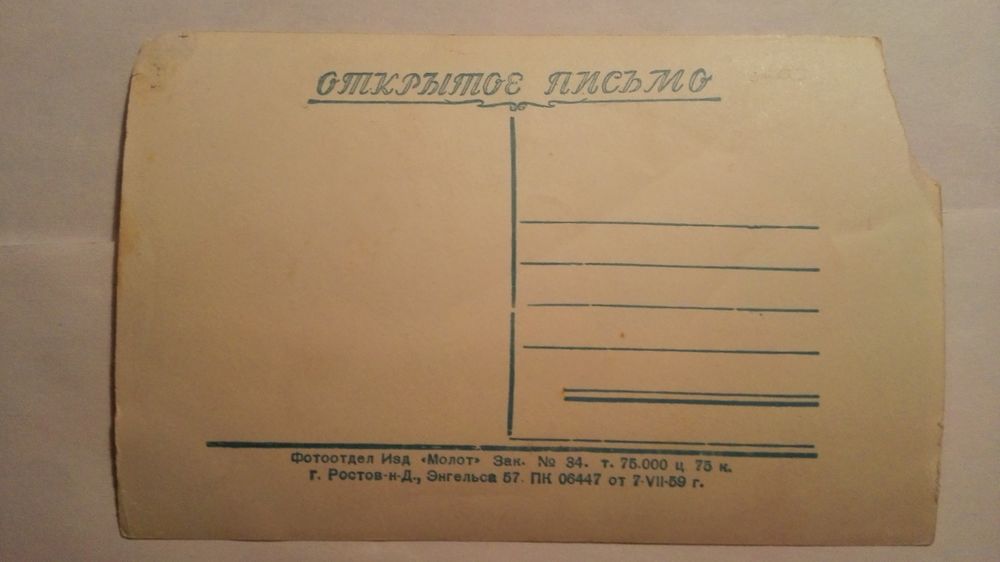 ОТКРЫТОЕ ПИСЬМО
Фотоотдел Изд «Молот» Зак. № 34. т. 75.000 ц 75 к.
г. Ростов-н-Д., Энгельса 57. ПК 06447 от 7-VII-59 г.